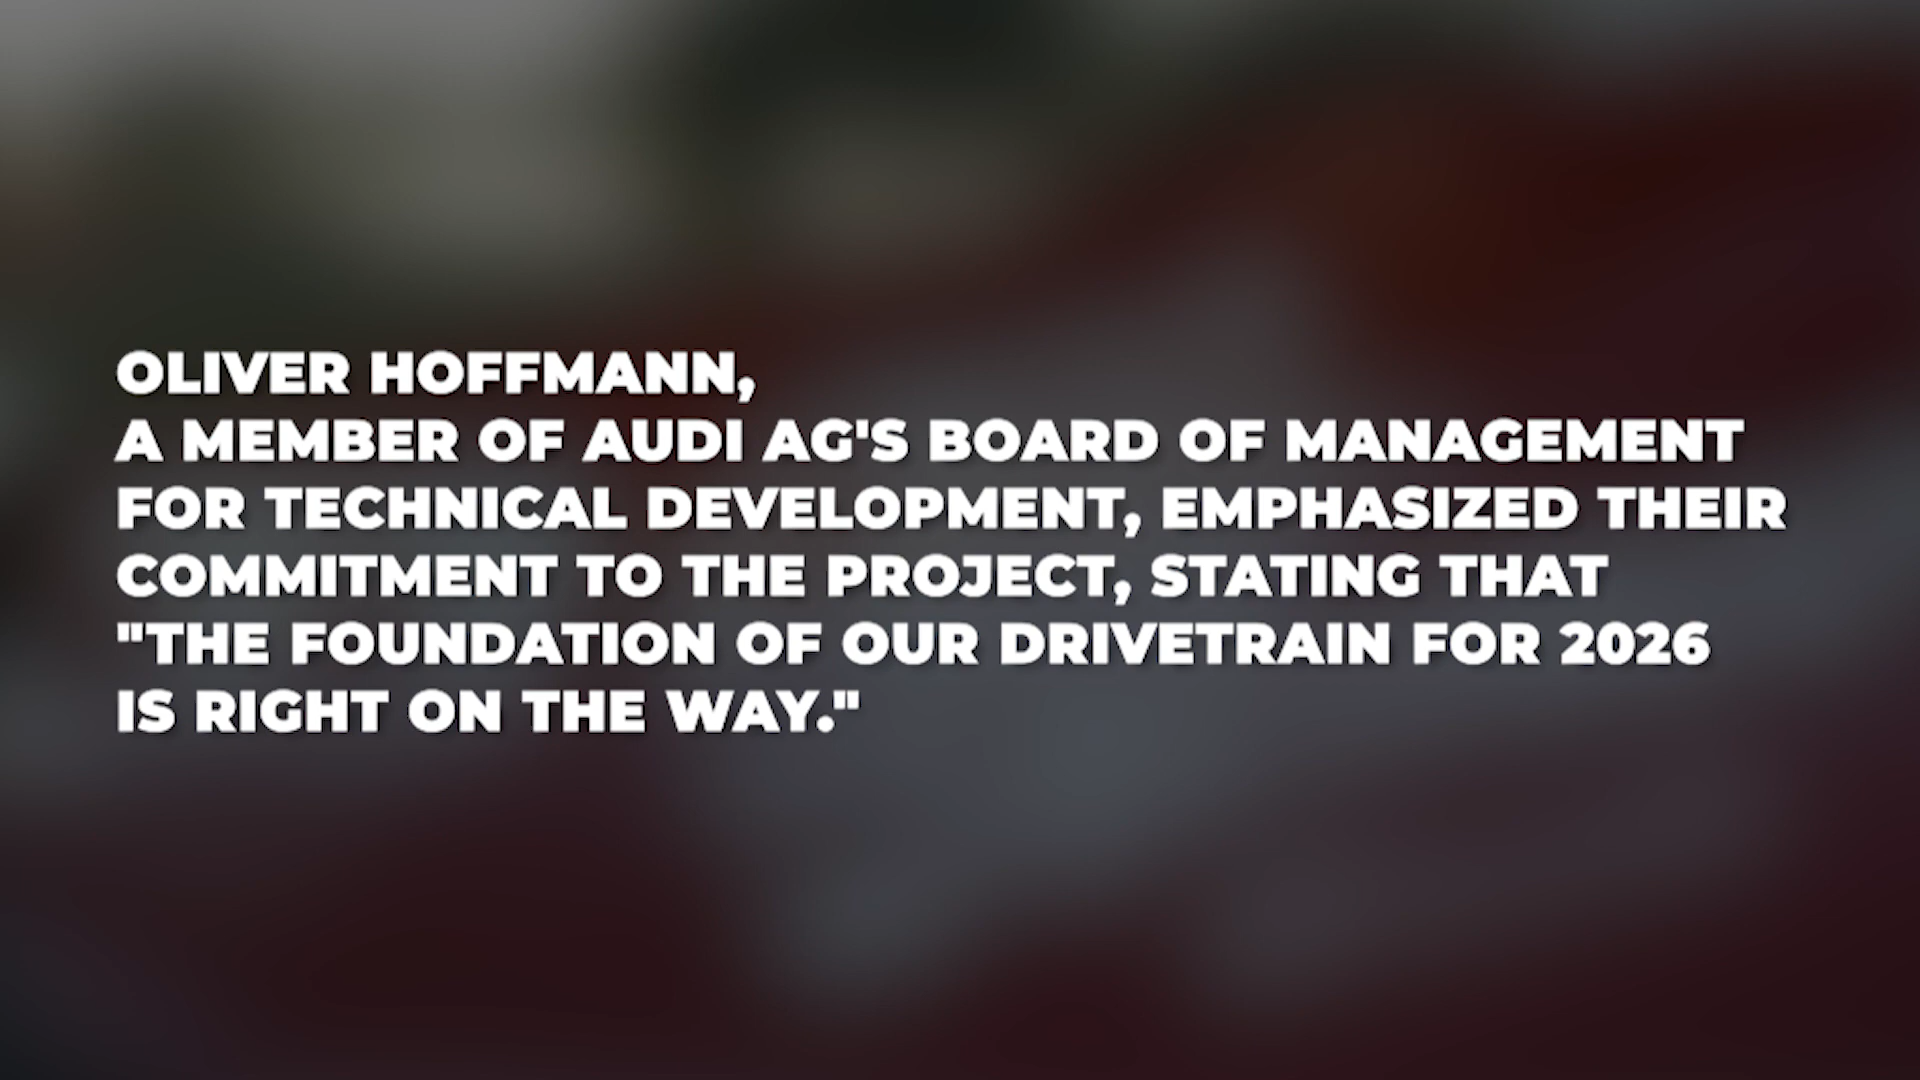 OLIVER HOFFMANN,
A MEMBER OF AUDI AG'S BOARD OF MANAGEMENT
FOR TECHNICAL DEVELOPMENT, EMPHASIZED THEIR
COMMITMENT TO THE PROJECT, STATING THAT
"THE FOUNDATION OF OUR DRIVETRAIN FOR 2026
IS RIGHT ON THE WAY."